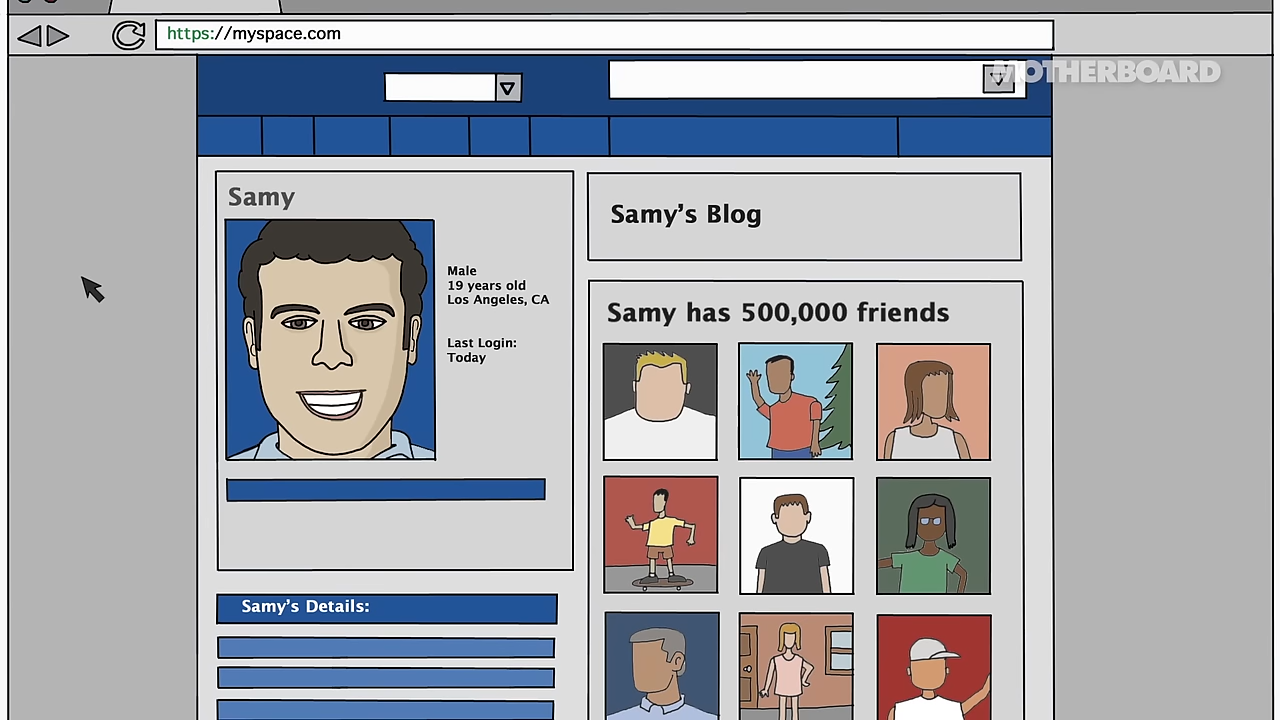 https://myspace.com
MOTHERBOARD
Samy
Male
19 years old
Los Angeles, CA
Last Login:
Today
Samy's Details:
Samy's Blog
Samy has 500,000 friends